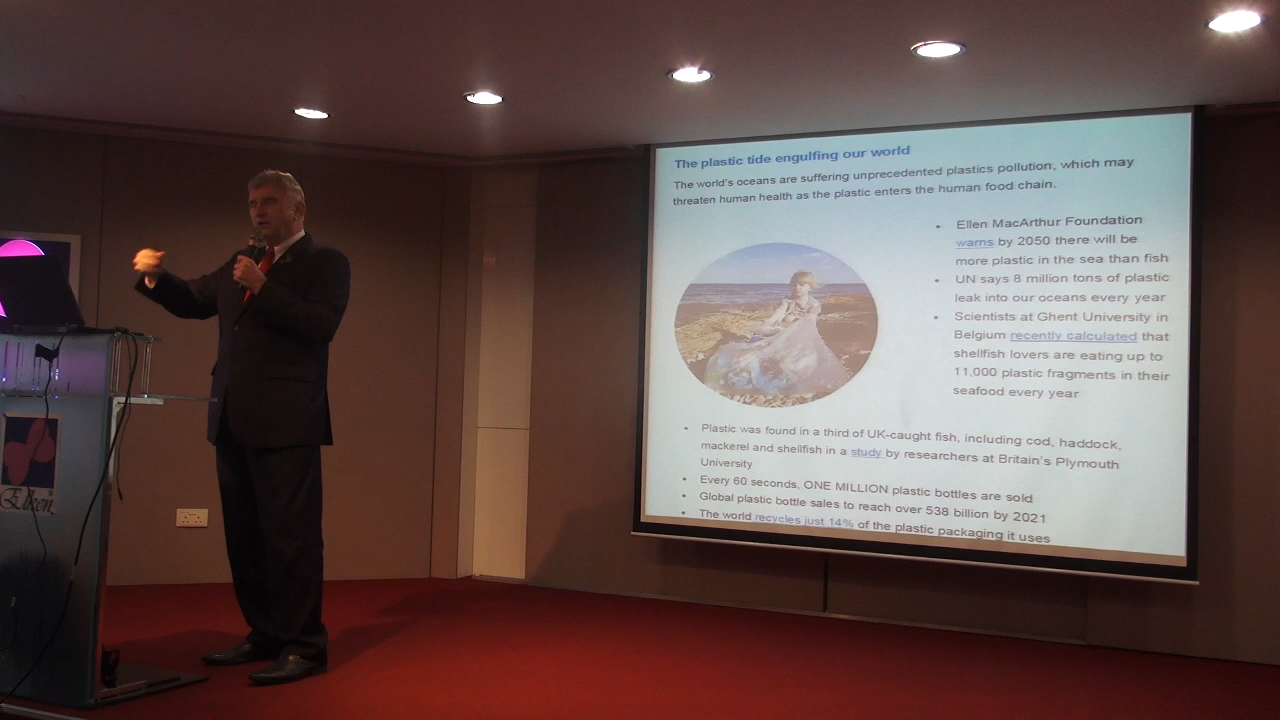 The plastic tide engulfing our world
The world's oceans are suffering unprecedented plastics pollution, which may
threaten human health as the plastic enters the human food chain.
• Ellen MacArthur Foundation
warns by 2050 there will be
more plastic in the sea than fish
• UN says 8 million tons of plastic
leak into our oceans every year
• Scientists at Ghent University in
Belgium recently calculated that
shellfish lovers are eating up to
11,000 plastic fragments in their
seafood every year
• Plastic was found in a third of UK-caught fish, including cod, haddock,
mackerel and shellfish in a study by researchers at Britain's Plymouth
University
• Every 60 seconds, ONE MILLION plastic bottles are sold
• Global plastic bottle sales to reach over 538 billion by 2021
• The world recycles just 14% of the plastic packaging it uses
Elken